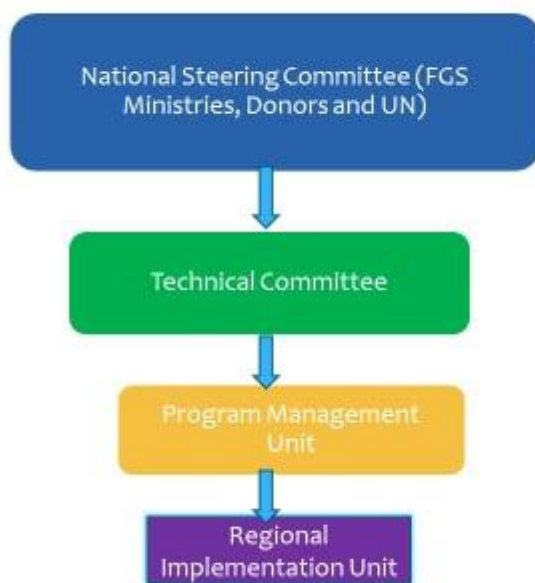 National Steering Committee (FGS
Ministries, Donors and UN)
Technical Committee
Program Management
Unit
Regional
Implementation Unit